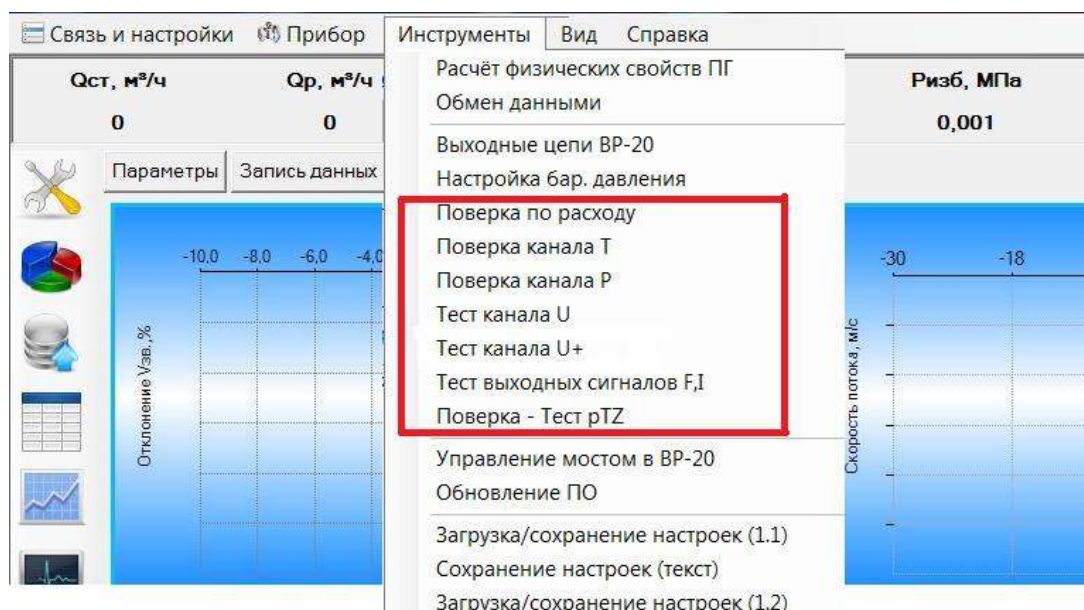 Связь и настройки Прибор Инструменты Вид Справка
Qст, м³/ч Qр, м³/ч Ризб, МПа
0 0 0,001
Параметры Запись данных
Расчёт физических свойств ПГ
Обмен данными
Выходные цепи ВР-20
Настройка бар. давления
Поверка по расходу
Поверка канала Т
Поверка канала Р
Тест канала U
Тест канала U+
Тест выходных сигналов F,I
Поверка - Тест pTZ
Управление мостом в ВР-20
Обновление ПО
Загрузка/сохранение настроек (1.1)
Сохранение настроек (текст)
Загрузка/сохранение настроек (1.2)
-10,0 -8,0 -6,0 -4,0
Отклонение Vзв.,%
-30 -18
Скорость потока, м/с